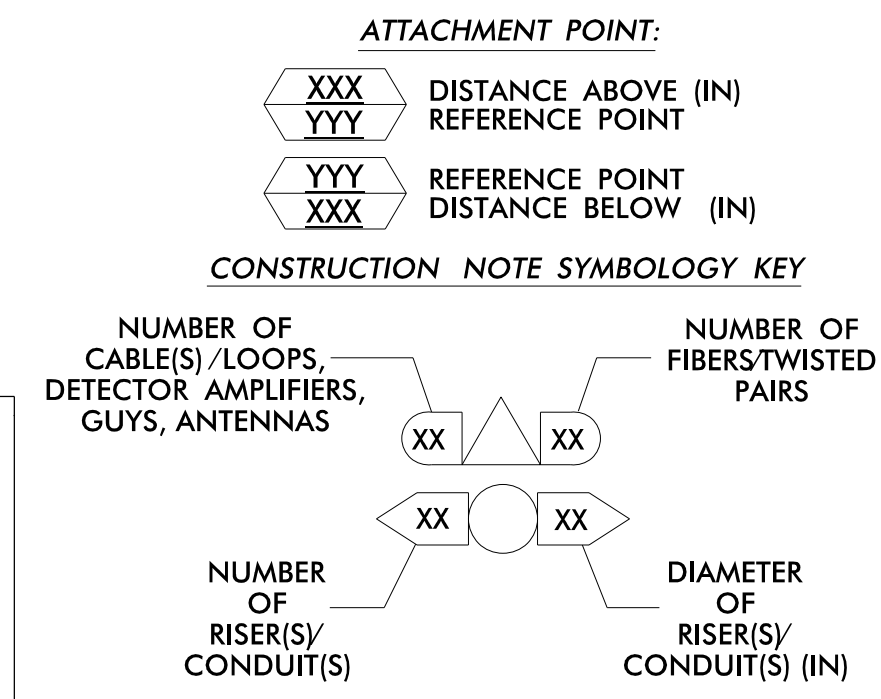 ATTACHMENT POINT:
XXX
YYY
DISTANCE ABOVE (IN)
REFERENCE POINT
YYY
XXX
REFERENCE POINT
DISTANCE BELOW (IN)
CONSTRUCTION NOTE SYMBOLOGY KEY
NUMBER OF
CABLE(S)/LOOPS,
DETECTOR AMPLIFIERS,
GUYS, ANTENNAS
NUMBER OF
FIBERS/TWISTED
PAIRS
XX
XX
XX
XX
NUMBER
OF
RISER(S)/
CONDUIT(S)
DIAMETER
OF
RISER(S)/
CONDUIT(S) (IN)